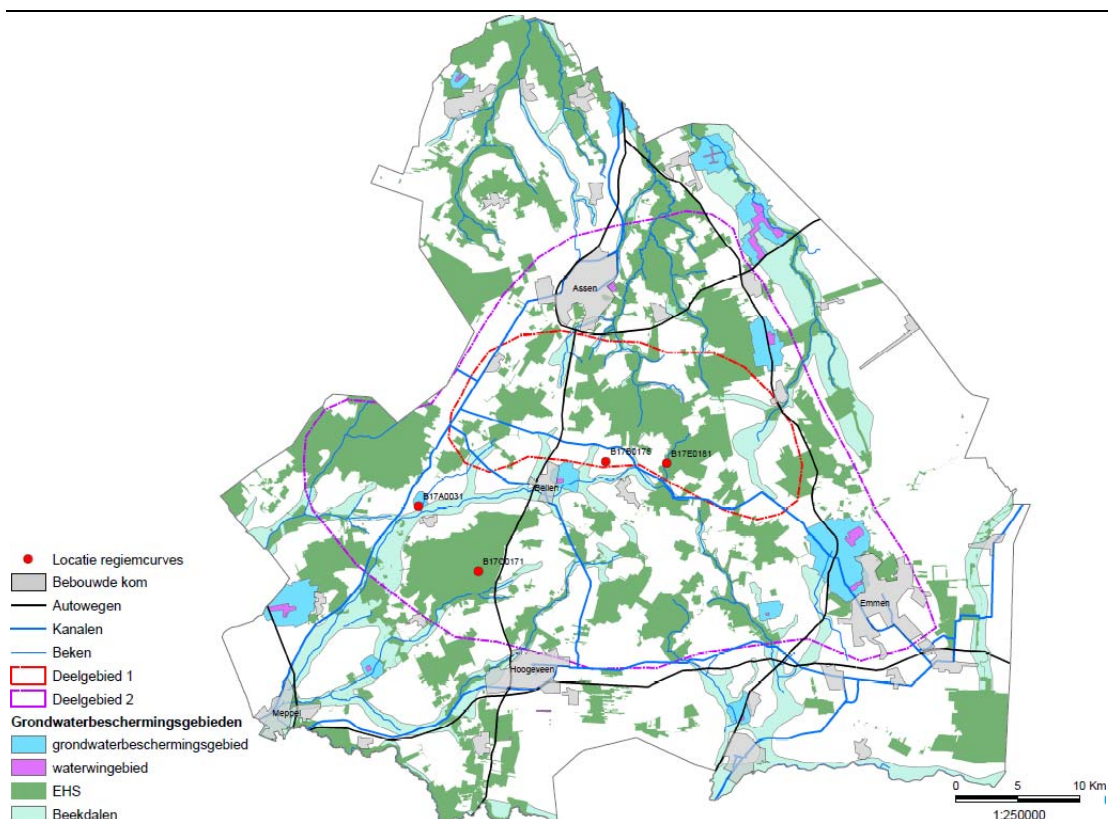 Assen
B17B0178
B17E0181
Beilen
B17A0031
B17C0171
Emmen
Hoogeveen
Meppel
Locatie regiemcurves
Bebouwde kom
Autowegen
Kanalen
Beken
Deelgebied 1
Deelgebied 2
Grondwaterbeschermingsgebieden
grondwaterbeschermingsgebied
waterwingebied
EHS
Beekdalen
0 5 10 Km
1:250000